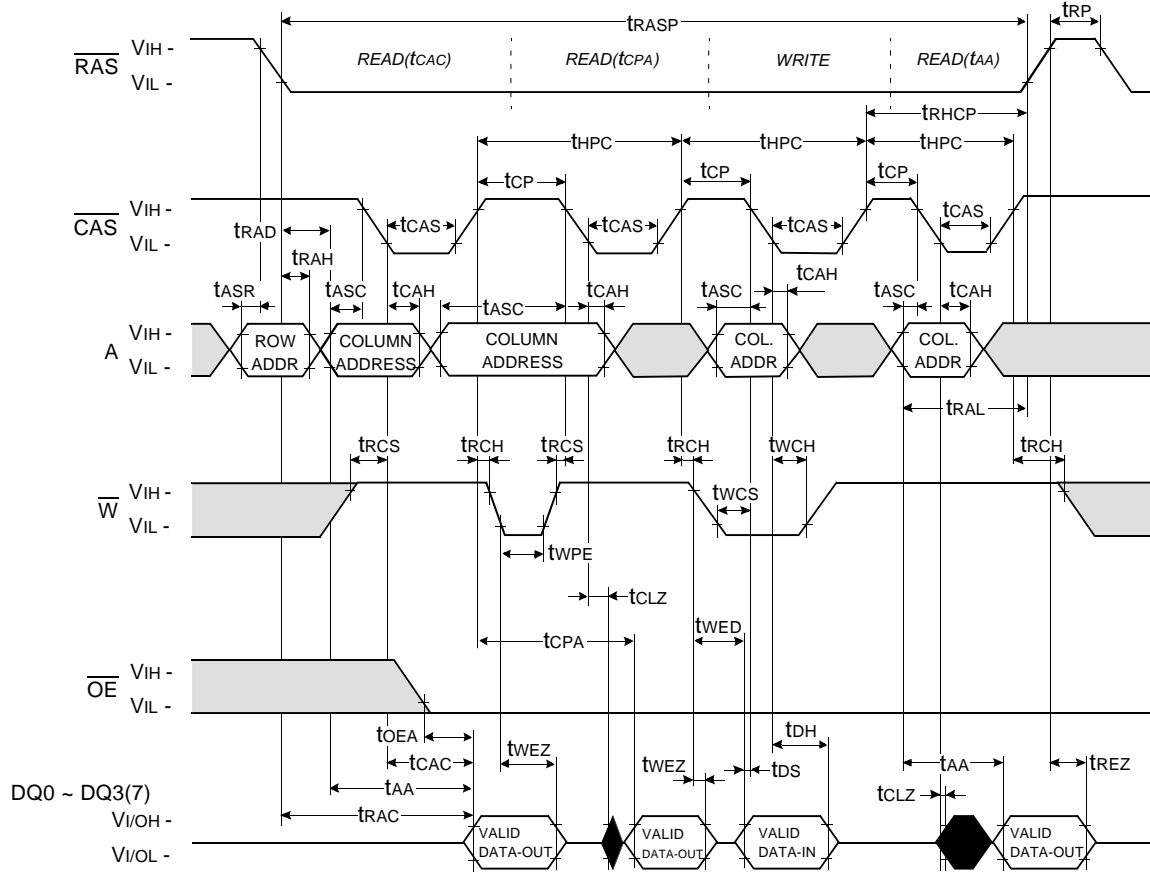 tRASP
tRP
VIH -
RAS
VIL -
READ(tCAC)
READ(tCPA)
WRITE
READ(tAA)
tRHCP
tHPC
tHPC
tHPC
tCP
tCP
tCP
VIH -
CAS
VIL -
tCAS
tCAS
tCAS
tCAS
tRAD
tRAH
tASR
tASC
tCAH
tASC
tCAH
tASC
tCAH
tASC
tCAH
VIH -
A
VIL -
ROW
ADDR
COLUMN
ADDRESS
COLUMN
ADDRESS
COL.
ADDR
COL.
ADDR
tRAL
tRCS
tRCH
tRCS
tRCH
tWCH
tRCH
VIH -
W
VIL -
tWCS
tWPE
tCLZ
tCPA
tWED
VIH -
OE
VIL -
tOEA
tCAC
tAA
tRAC
tWEZ
tWEZ
tDH
tDS
tAA
tREZ
tCLZ
DQ0 ~ DQ3(7)
VI/OH -
VI/OL -
VALID
DATA-OUT
VALID
DATA-OUT
VALID
DATA-IN
VALID
DATA-OUT